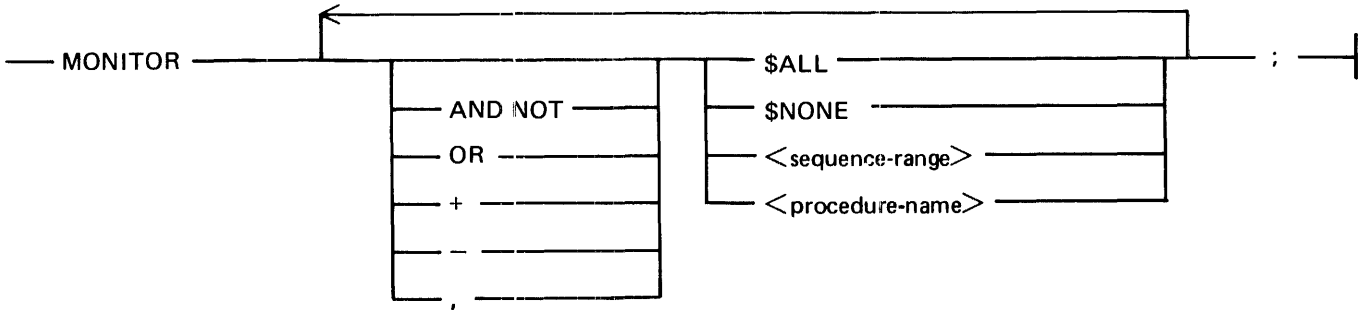 MONITOR $ALL ;
AND NOT $NONE
OR <sequence-range>
+ <procedure-name>
−
,